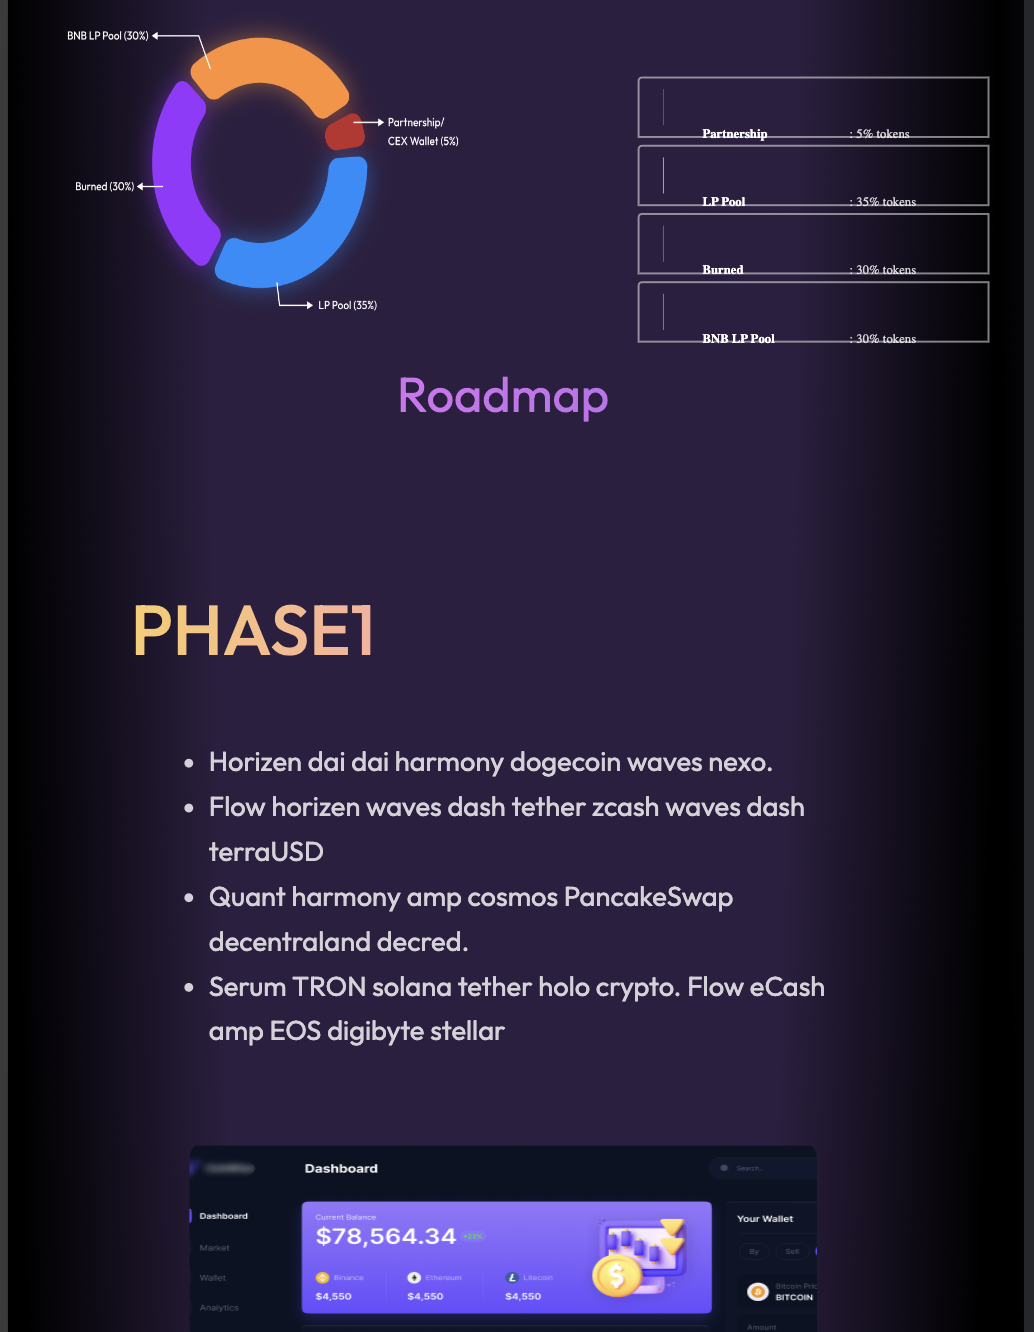 BNB LP Pool (30%)
Partnership/
CEX Wallet (5%)
Burned (30%)
LP Pool (35%)
Partnership : 5% tokens
LP Pool : 35% tokens
Burned : 30% tokens
BNB LP Pool : 30% tokens
Roadmap
PHASE1
Horizen dai dai harmony dogecoin waves nexo.
Flow horizen waves dash tether zcash waves dash
terraUSD
Quant harmony amp cosmos PancakeSwap
decentraland decred.
Serum TRON solana tether holo crypto. Flow eCash
amp EOS digibyte stellar
Dashboard
Search..
Dashboard
Market
Wallet
Analytics
Current Balance
$78,564.34
Binance
$4,550
Ethereum
$4,550
Litecoin
$4,550
Your Wallet
By
Sell
Bitcoin
BITCOIN
Amount